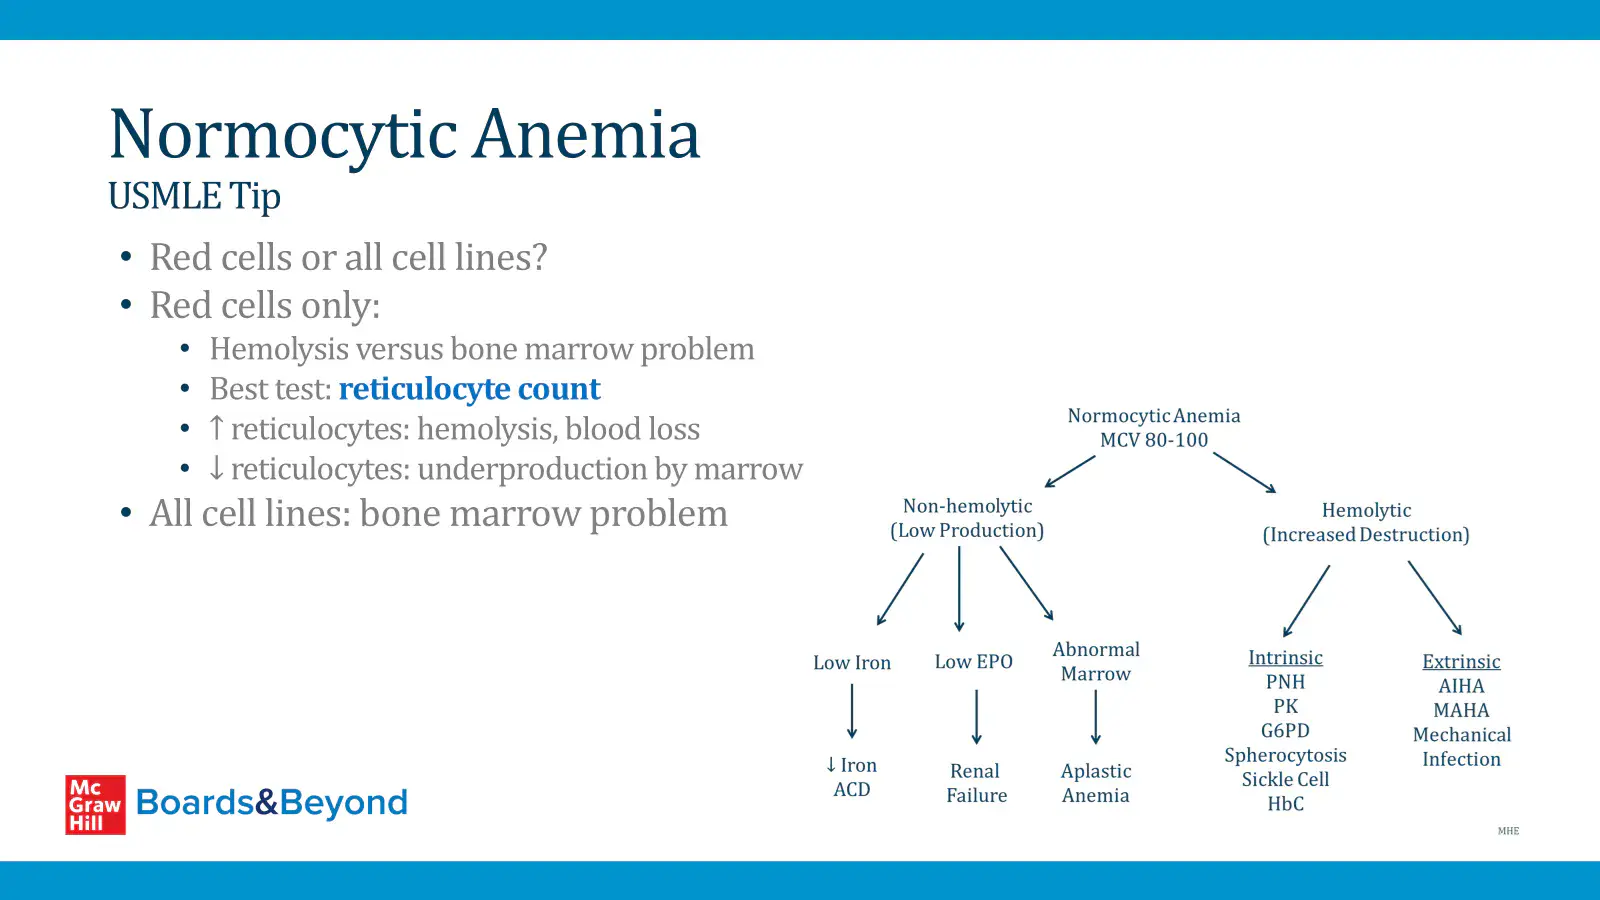 Normocytic Anemia
USMLE Tip
• Red cells or all cell lines?
• Red cells only:
• Hemolysis versus bone marrow problem
• Best test: reticulocyte count
• ↑ reticulocytes: hemolysis, blood loss
• ↓ reticulocytes: underproduction by marrow
• All cell lines: bone marrow problem
Normocytic Anemia
MCV 80-100
Non-hemolytic
(Low Production)
Hemolytic
(Increased Destruction)
Low Iron
Low EPO
Abnormal
Marrow
↓ Iron
ACD
Renal
Failure
Aplastic
Anemia
Intrinsic
PNH
PK
G6PD
Spherocytosis
Sickle Cell
HbC
Extrinsic
AIHA
MAHA
Mechanical
Infection
Mc
Graw
Hill
Boards&Beyond
MHE